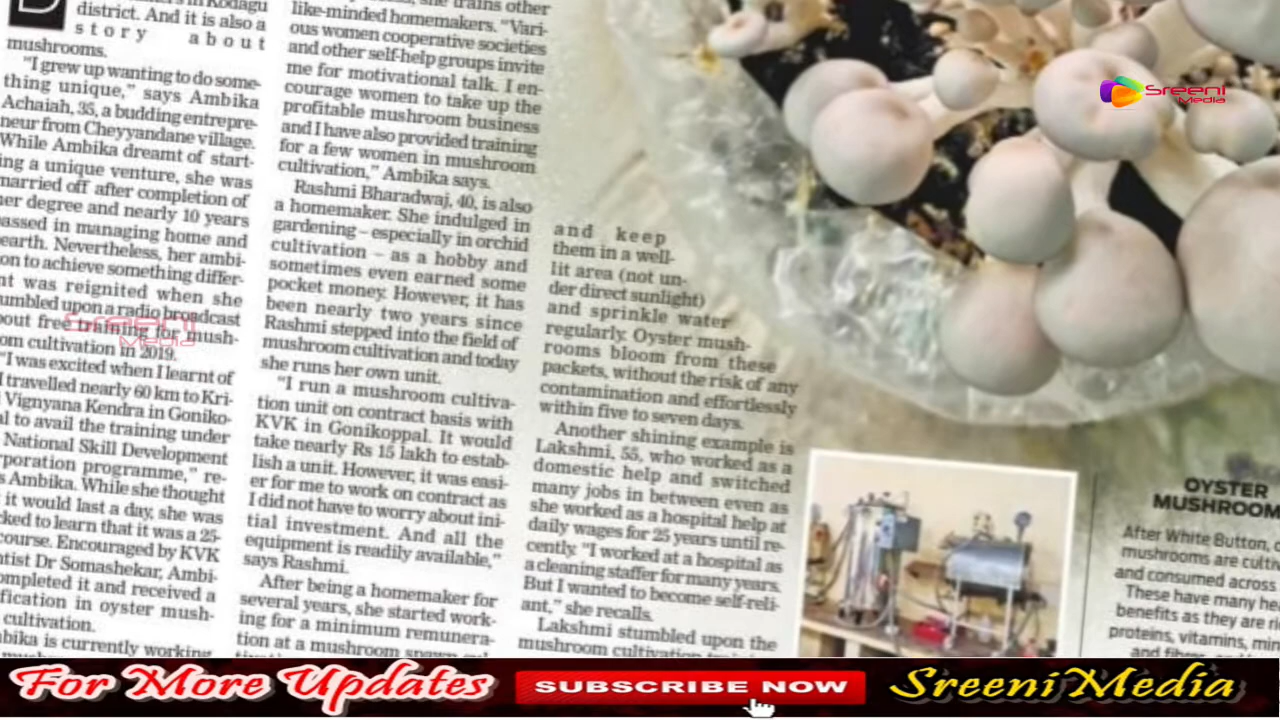 D
in Kodagu
district. And it is also a
story about
mushrooms.
"I grew up wanting to do some-
thing unique," says Ambika
Achaiah, 35, a budding entrepre-
neur from Cheyyandane village.
While Ambika dreamt of start-
ing a unique venture, she was
married off after completion of
her degree and nearly 10 years
passed in managing home and
hearth. Nevertheless, her ambi-
on to achieve something differ-
nt was reignited when she
umbled upon a radio broadcast
out free training for mush-
om cultivation in 2019.
"I was excited when I learnt of
I travelled nearly 60 km to Kri-
Vignyana Kendra in Goniko-
al to avail the training under
National Skill Development
rporation programme," re-
s Ambika. While she thought
it would last a day, she was
cked to learn that it was a 25-
course. Encouraged by KVK
ntist Dr Somashekar, Ambi-
ompleted it and received a
ification in oyster mush-
cultivation.
bika is currently working
she trains other
like-minded homemakers. "Vari-
ous women cooperative societies
and other self-help groups invite
me for motivational talk. I en-
courage women to take up the
profitable mushroom business
and I have also provided training
for a few women in mushroom
cultivation," Ambika says.
Rashmi Bharadwaj, 40, is also
a homemaker. She indulged in
gardening – especially in orchid
cultivation – as a hobby and
sometimes even earned some
pocket money. However, it has
been nearly two years since
Rashmi stepped into the field of
mushroom cultivation and today
she runs her own unit.
"I run a mushroom cultiva-
tion unit on contract basis with
KVK in Gonikoppal. It would
take nearly Rs 15 lakh to estab-
lish a unit. However, it was easi-
er for me to work on contract as
I did not have to worry about ini-
tial investment. And all the
equipment is readily available,"
says Rashmi.
After being a homemaker for
several years, she started work-
ing for a minimum remunera-
tion at a mushroom spawn cul-
and keep
them in a well-
lit area (not un-
der direct sunlight)
and sprinkle water
regularly. Oyster mush-
rooms bloom from these
packets, without the risk of any
contamination and effortlessly
within five to seven days.
Another shining example is
Lakshmi, 55, who worked as a
domestic help and switched
many jobs in between even as
she worked as a hospital help at
daily wages for 25 years until re-
cently. "I worked at a hospital as
a cleaning staffer for many years.
But I wanted to become self-reli-
ant," she recalls.
Lakshmi stumbled upon the
mushroom cultivation
OYSTER
MUSHROOM
After White Button,
mushrooms are cultiv
and consumed across
These have many he
benefits as they are ri
proteins, vitamins, min
and fibre,
Sreeni
Media
Sreeni
Media
For More Updates
SUBSCRIBE NOW
Sreeni Media